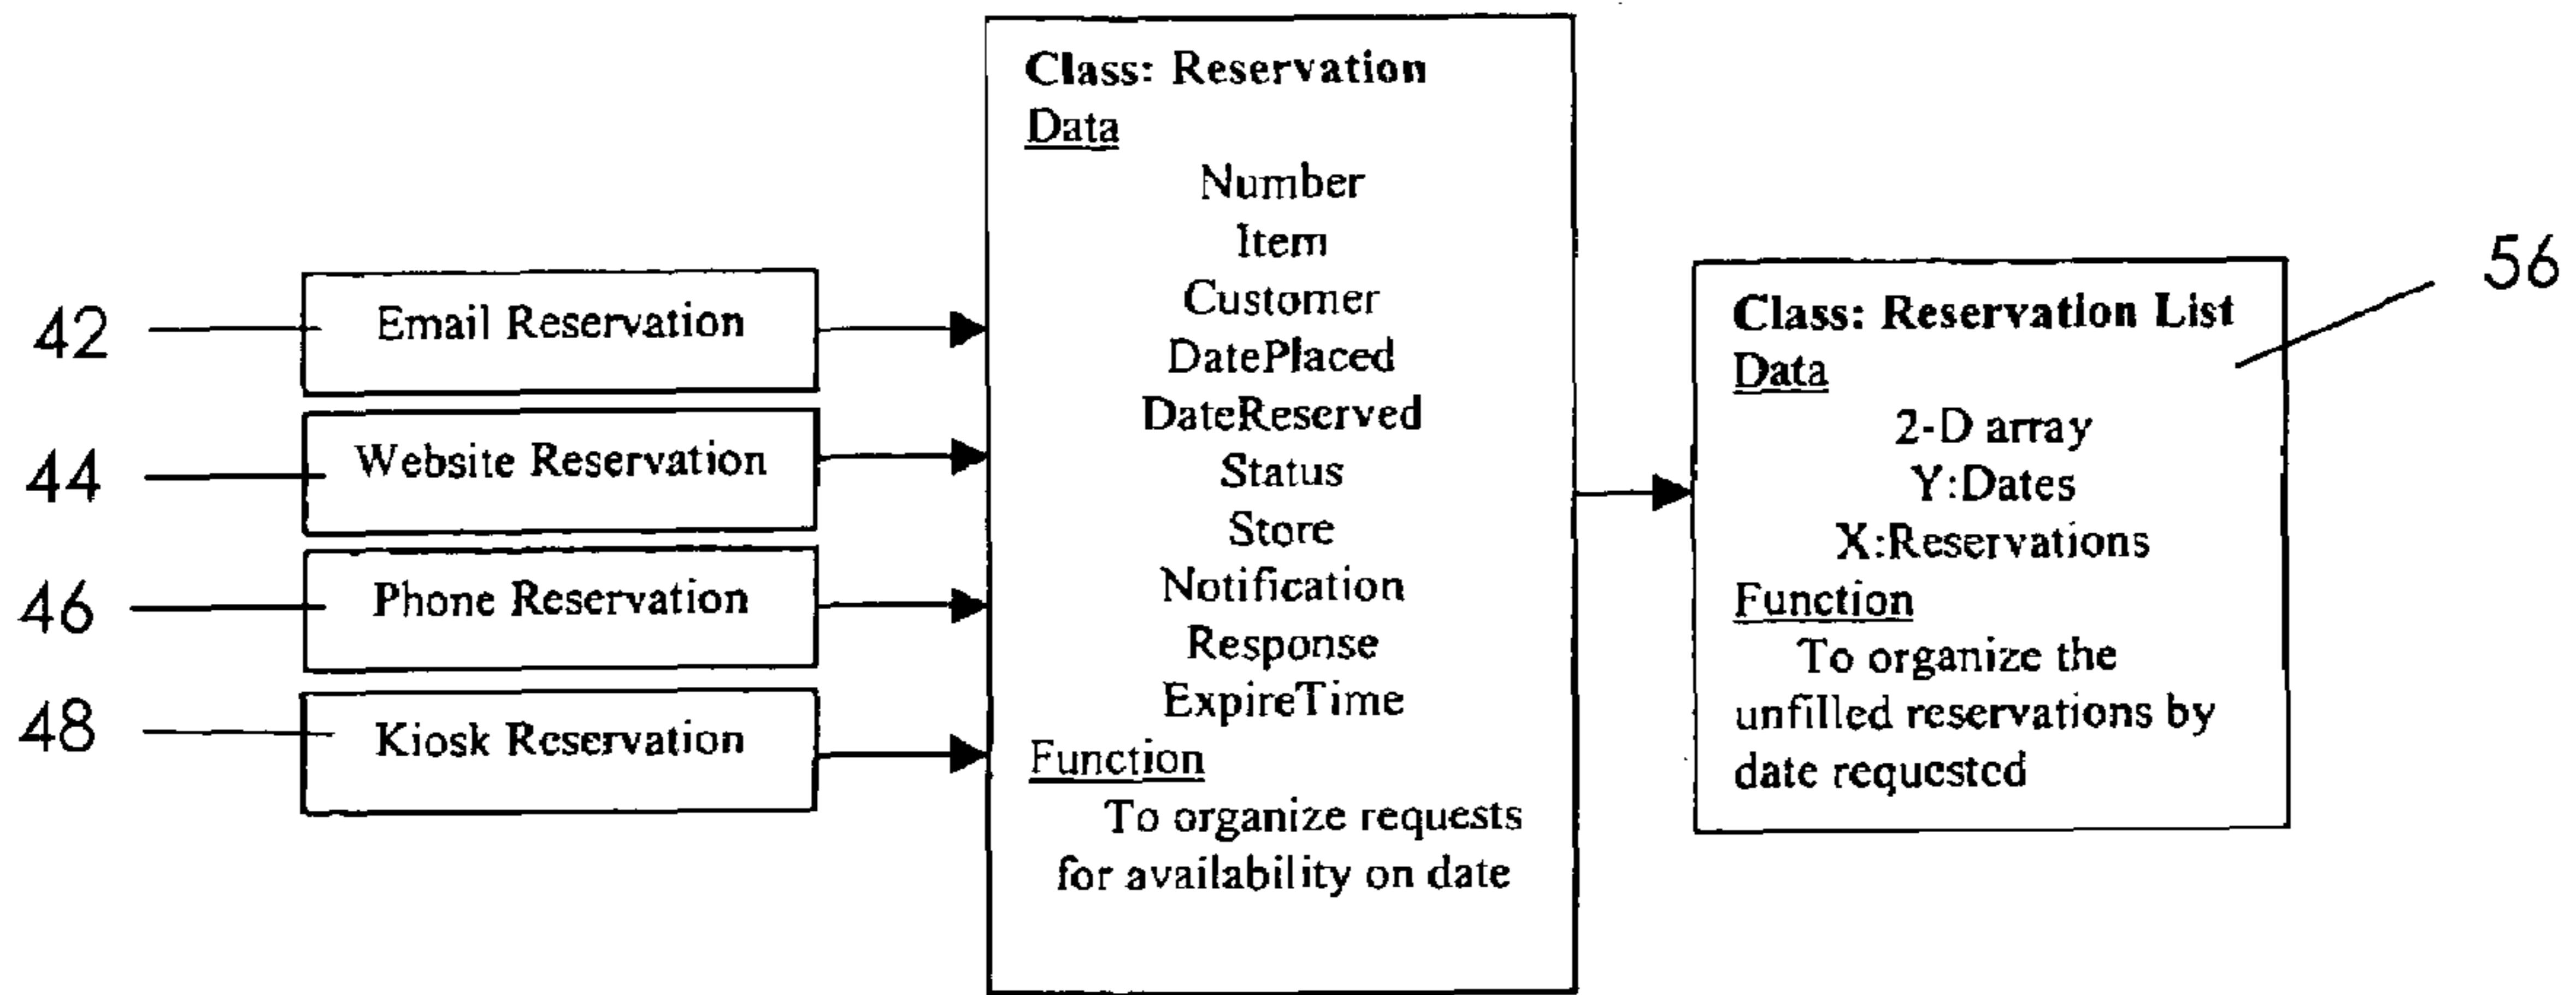 42
Email Reservation
44
Website Reservation
46
Phone Reservation
48
Kiosk Reservation
Class: Reservation
Data
Number
Item
Customer
DatePlaced
DateReserved
Status
Store
Notification
Response
ExpireTime
Function
To organize requests
for availability on date
56
Class: Reservation List
Data
2-D array
Y:Dates
X:Reservations
Function
To organize the
unfilled reservations by
date requested